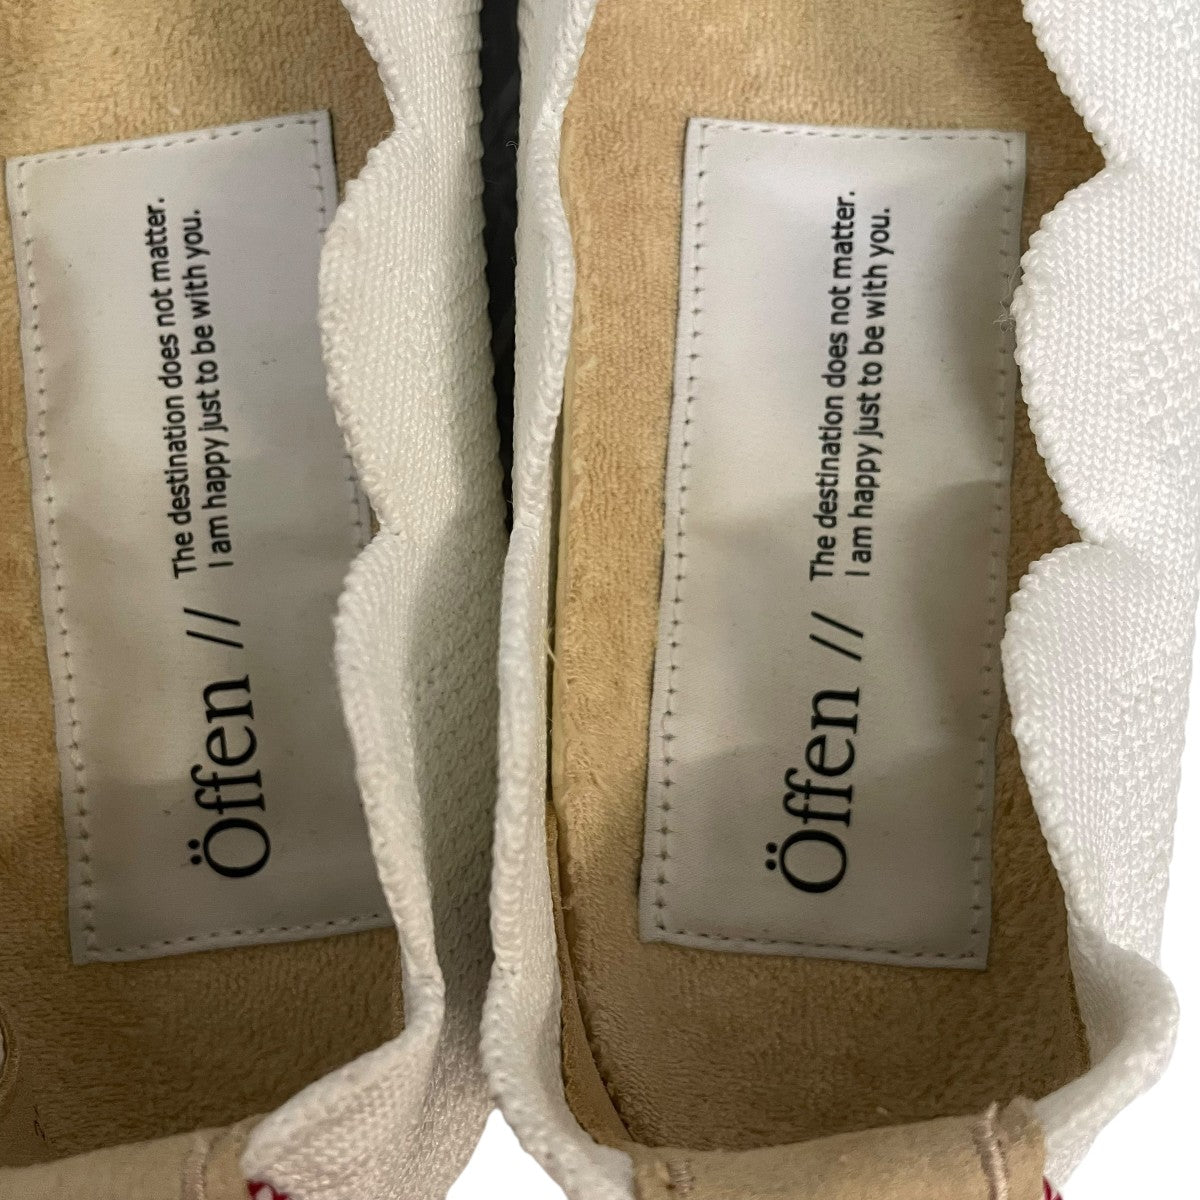 Öffen //
The destination does not matter.
I am happy just to be with you.
Öffen //
The destination does not matter.
I am happy just to be with you.